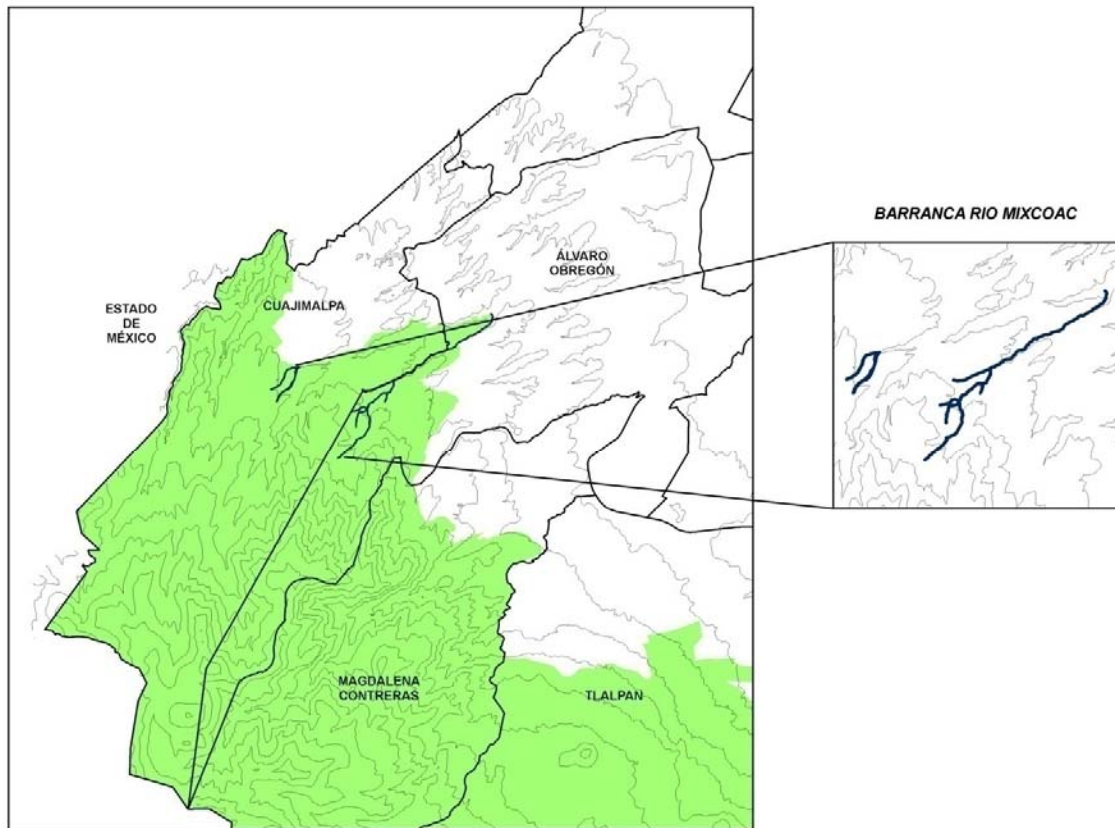 BARRANCA RIO MIXCOAC
ÁLVARO
OBREGÓN
CUAJIMALPA
ESTADO
DE
MÉXICO
MAGDALENA
CONTRERAS
TLALPAN